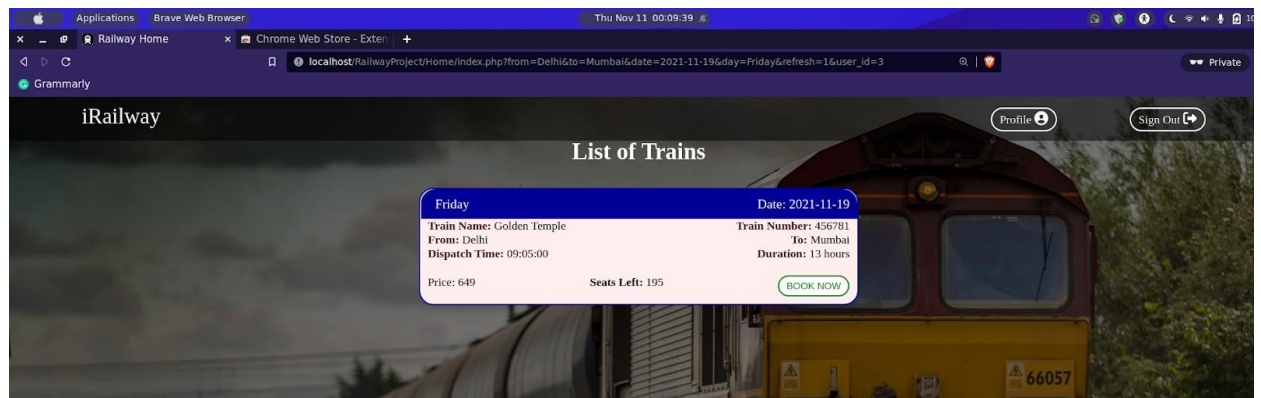 Applications Brave Web Browser Thu Nov 11 00:09:39
Railway Home Chrome Web Store - Exten
localhost/RailwayProject/Home/index.php?from=Delhi&to=Mumbai&date=2021-11-19&day=Friday&refresh=1&user_id=3 Private
Grammarly
iRailway Profile Sign Out
List of Trains
Friday Date: 2021-11-19
Train Name: Golden Temple Train Number: 456781
From: Delhi To: Mumbai
Dispatch Time: 09:05:00 Duration: 13 hours
Price: 649 Seats Left: 195 BOOK NOW
66057